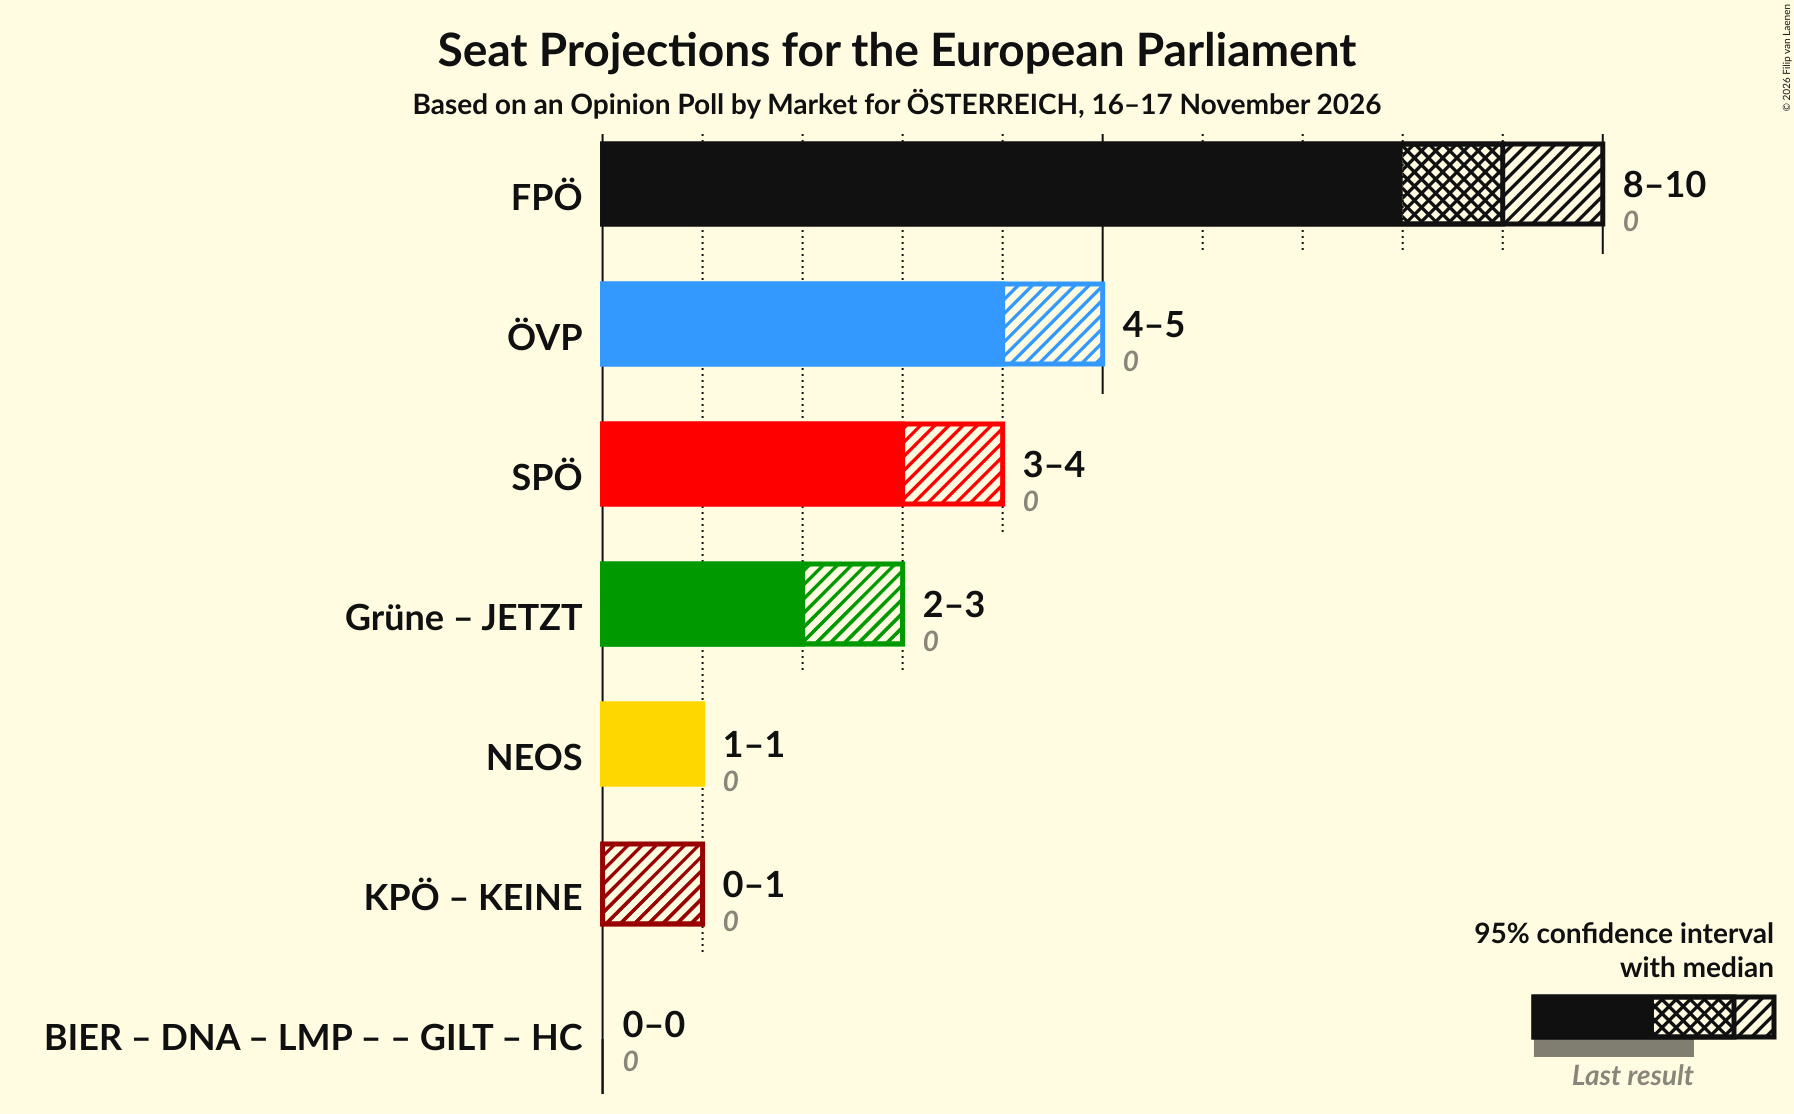 Seat Projections for the European Parliament
Based on an Opinion Poll by Market for ÖSTERREICH, 16–17 November 2026
© 2026 Filip van Laenen
FPÖ
8–10
0
ÖVP
4–5
0
SPÖ
3–4
0
Grüne – JETZT
2–3
0
NEOS
1–1
0
KPÖ – KEINE
0–1
0
BIER – DNA – LMP – – GILT – HC
0–0
0
95% confidence interval
with median
Last result